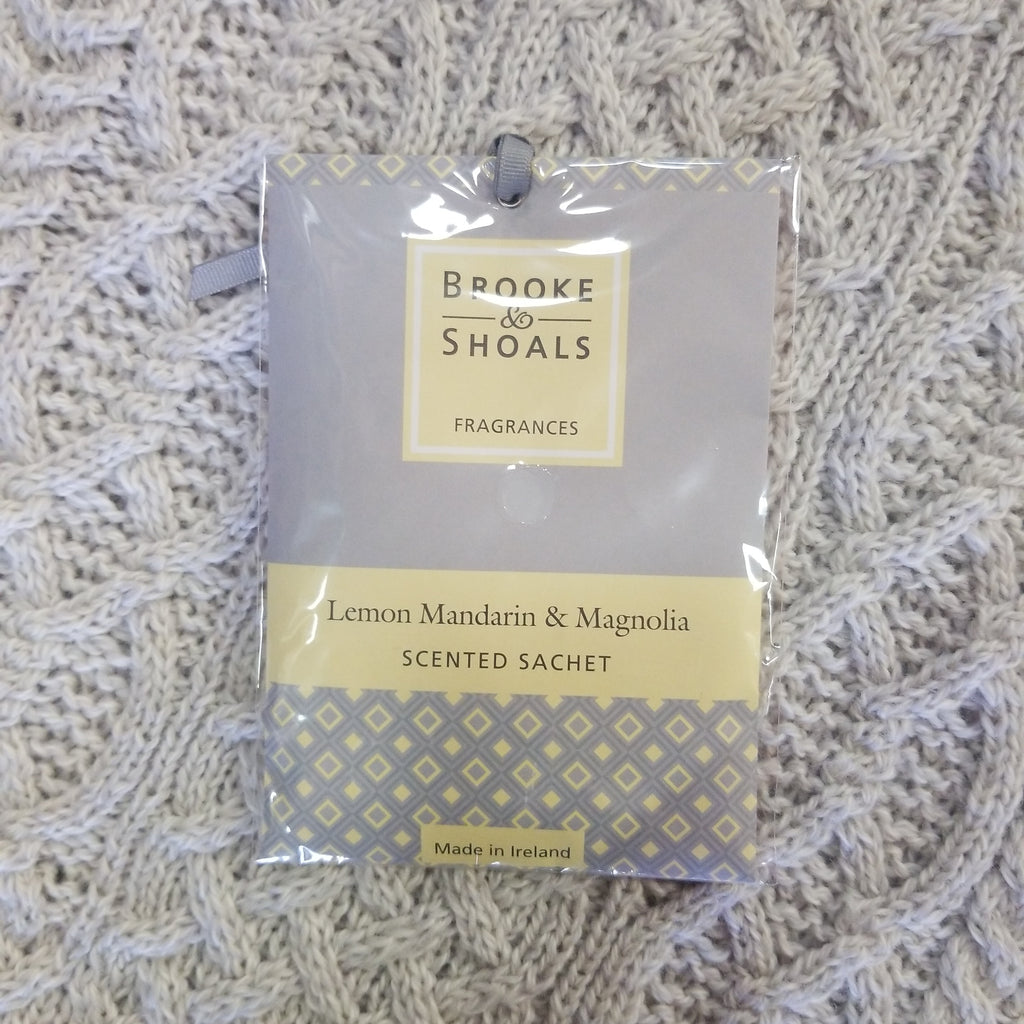 BROOKE
&
SHOALS
FRAGRANCES
Lemon Mandarin & Magnolia
SCENTED SACHET
Made in Ireland